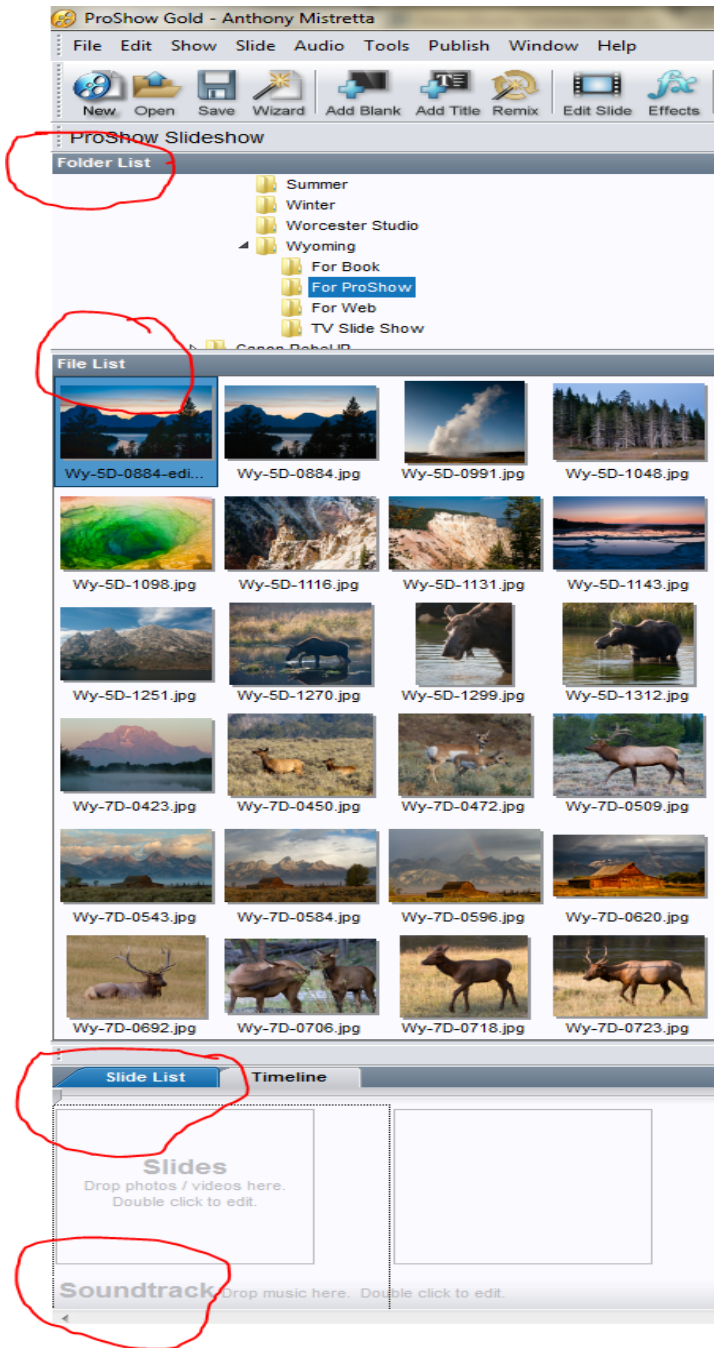 ProShow Gold - Anthony Mistretta
File Edit Show Slide Audio Tools Publish Window Help
New Open Save Wizard Add Blank Add Title Remix Edit Slide Effects
ProShow Slideshow
Folder List
Summer
Winter
Worcester Studio
Wyoming
For Book
For ProShow
For Web
TV Slide Show
File List
Wy-5D-0884-edi... Wy-5D-0884.jpg Wy-5D-0991.jpg Wy-5D-1048.jpg
Wy-5D-1098.jpg Wy-5D-1116.jpg Wy-5D-1131.jpg Wy-5D-1143.jpg
Wy-5D-1251.jpg Wy-5D-1270.jpg Wy-5D-1299.jpg Wy-5D-1312.jpg
Wy-7D-0423.jpg Wy-7D-0450.jpg Wy-7D-0472.jpg Wy-7D-0509.jpg
Wy-7D-0543.jpg Wy-7D-0584.jpg Wy-7D-0596.jpg Wy-7D-0620.jpg
Wy-7D-0692.jpg Wy-7D-0706.jpg Wy-7D-0718.jpg Wy-7D-0723.jpg
Slide List Timeline
Slides
Drop photos / videos here.
Double click to edit.
Soundtrack Drop music here. Double click to edit.